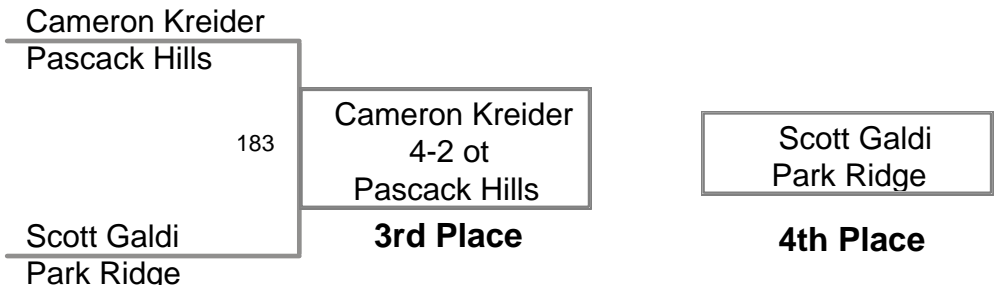 Cameron Kreider
Pascack Hills
183
Scott Galdi
Park Ridge
Cameron Kreider
4-2 ot
Pascack Hills
3rd Place
Scott Galdi
Park Ridge
4th Place